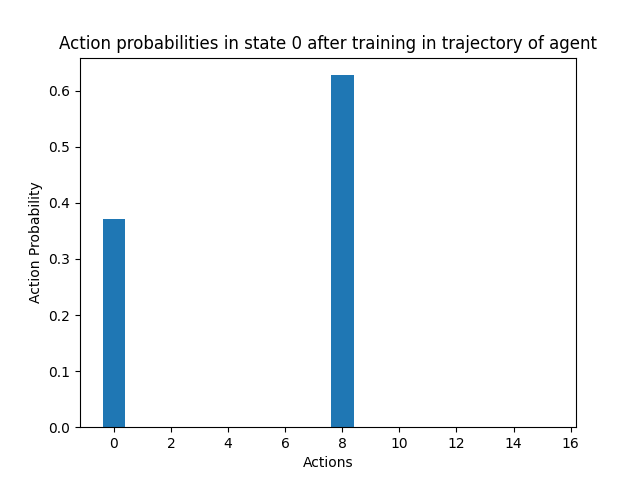 Action probabilities in state 0 after training in trajectory of agent
Action Probability
0.6
0.5
0.4
0.3
0.2
0.1
0.0
0 2 4 6 8 10 12 14 16
Actions